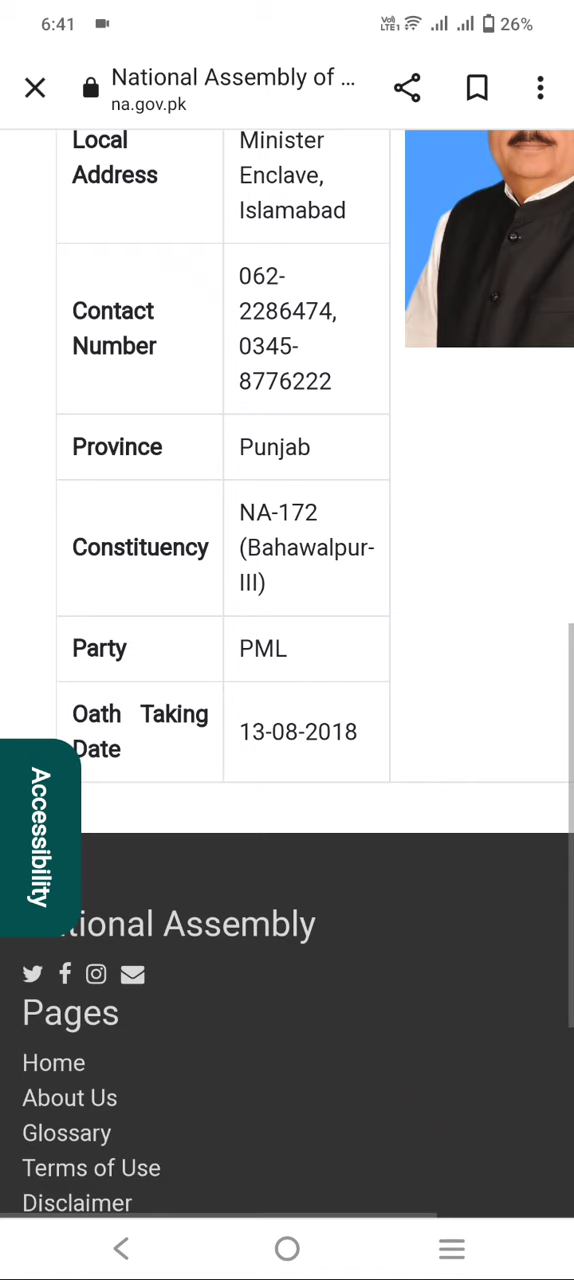 6:41
Vo)
LTE1
26%
National Assembly of ...
na.gov.pk
Local
Address
Minister
Enclave,
Islamabad
Contact
Number
062-
2286474,
0345-
8776222
Province
Punjab
Constituency
NA-172
(Bahawalpur-
III)
Party
PML
Oath Taking
Date
13-08-2018
Accessibility
tional Assembly
Pages
Home
About Us
Glossary
Terms of Use
Disclaimer